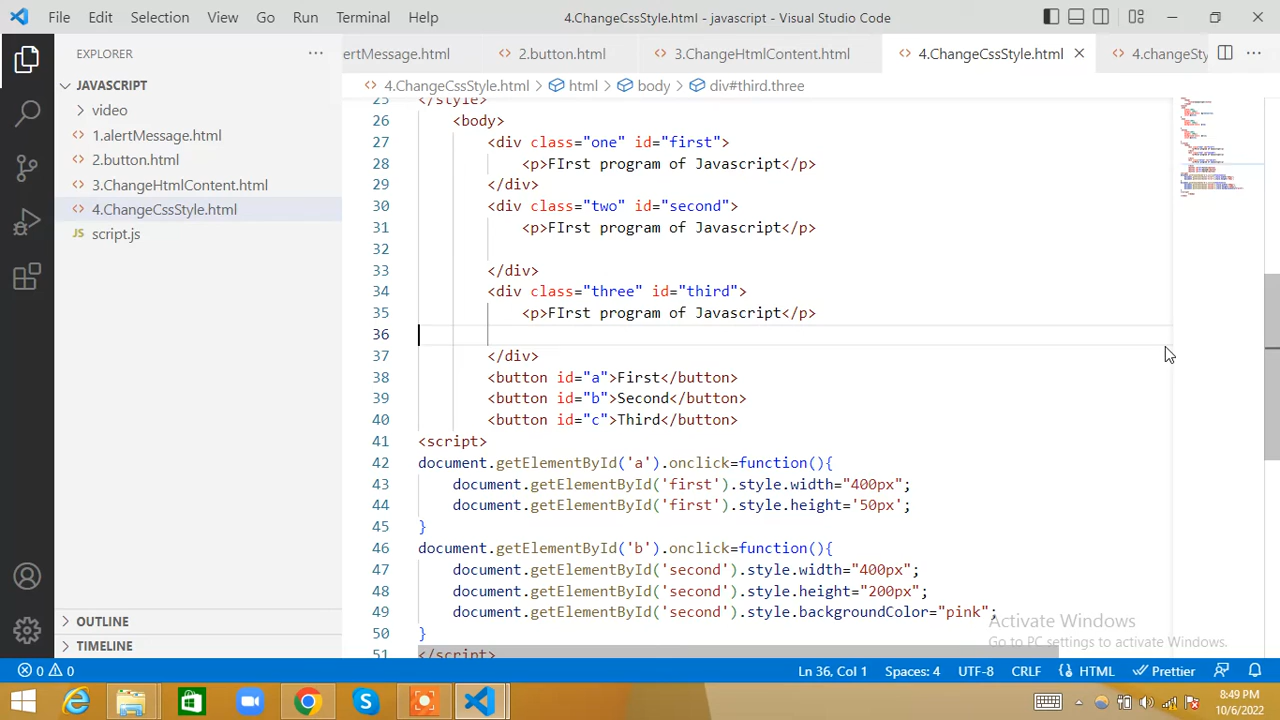 File Edit Selection View Go Run Terminal Help 4.ChangeCssStyle.html - javascript - Visual Studio Code
EXPLORER
JAVASCRIPT
video
1.alertMessage.html
2.button.html
3.ChangeHtmlContent.html
4.ChangeCssStyle.html
script.js
OUTLINE
TIMELINE
ertMessage.html 2.button.html 3.ChangeHtmlContent.html 4.ChangeCssStyle.html 4.changeSty
4.ChangeCssStyle.html > html > body > div#third.three
25 </style>
26 <body>
27 <div class="one" id="first">
28 <p>FIrst program of Javascript</p>
29 </div>
30 <div class="two" id="second">
31 <p>FIrst program of Javascript</p>
32
33 </div>
34 <div class="three" id="third">
35 <p>FIrst program of Javascript</p>
36
37 </div>
38 <button id="a">First</button>
39 <button id="b">Second</button>
40 <button id="c">Third</button>
41 <script>
42 document.getElementById('a').onclick=function(){
43 document.getElementById('first').style.width="400px";
44 document.getElementById('first').style.height='50px';
45 }
46 document.getElementById('b').onclick=function(){
47 document.getElementById('second').style.width="400px";
48 document.getElementById('second').style.height="200px";
49 document.getElementById('second').style.backgroundColor="pink";
50 }
51 </script>
Activate Windows
Go to PC settings to activate Windows.
0 0 Ln 36, Col 1 Spaces: 4 UTF-8 CRLF HTML Prettier
8:49 PM
10/6/2022